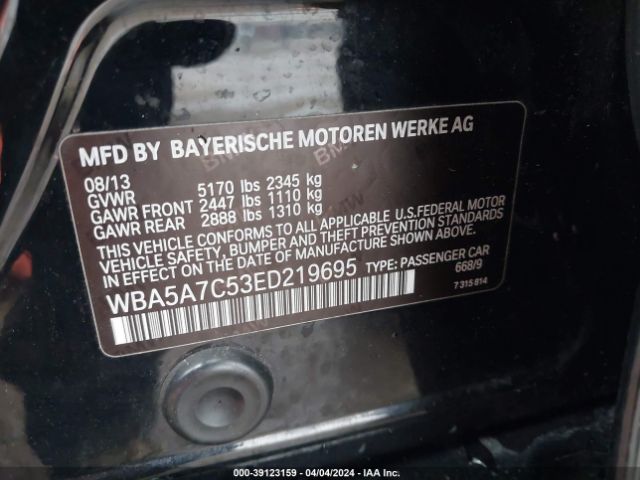 MFD BY BAYERISCHE MOTOREN WERKE AG
08/13
GVWR 5170 lbs 2345 kg
GAWR FRONT 2447 lbs 1110 kg
GAWR REAR 2888 lbs 1310 kg
THIS VEHICLE CONFORMS TO ALL APPLICABLE U.S.FEDERAL MOTOR
VEHICLE SAFETY, BUMPER AND THEFT PREVENTION STANDARDS
IN EFFECT ON THE DATE OF MANUFACTURE SHOWN ABOVE.
WBA5A7C53ED219695 TYPE: PASSENGER CAR
668/9
7 315 814
000-39123159 - 04/04/2024 - IAA Inc.